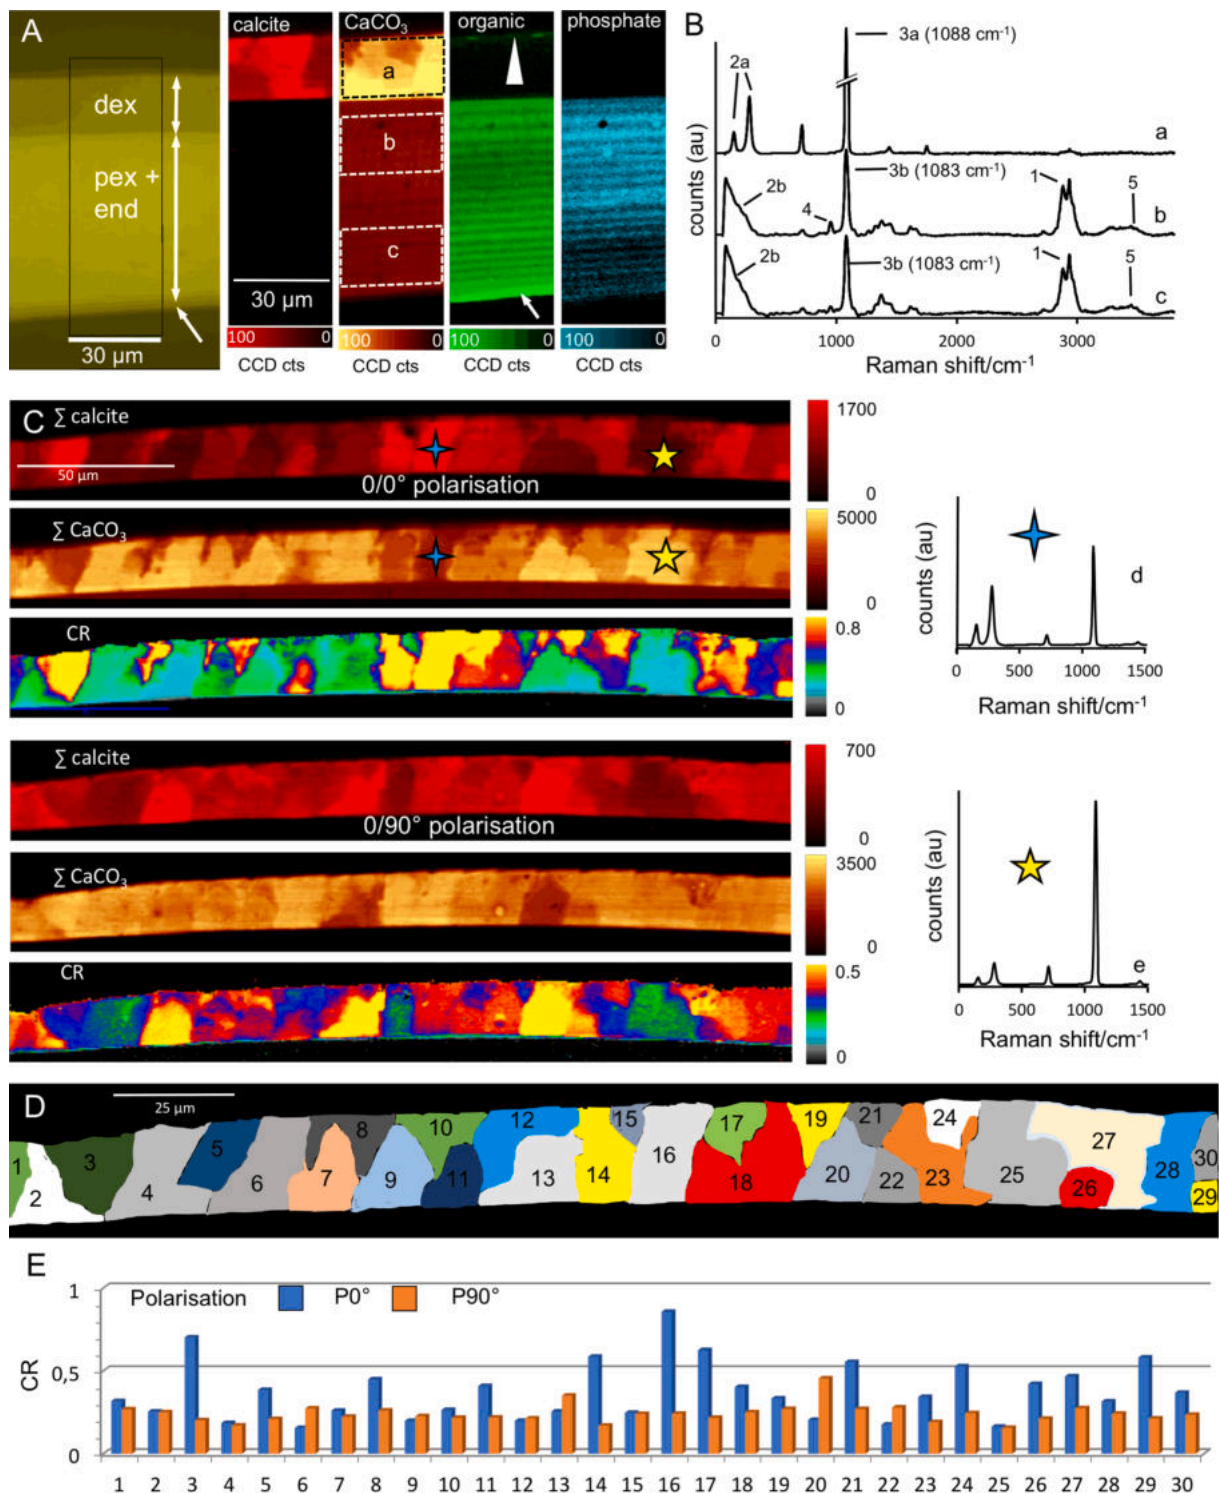 A
calcite
CaCO3
organic
phosphate
dex
pex +
end
a
b
c
30 µm
30 µm
100 0
100 0
100 0
100 0
CCD cts
CCD cts
CCD cts
CCD cts
B
counts (au)
2a
3a (1088 cm-1)
a
2b
4
3b (1083 cm-1)
1
5
b
2b
3b (1083 cm-1)
1
5
c
0
1000
2000
3000
Raman shift/cm-1
C
∑ calcite
50 µm
0/0° polarisation
1700
0
∑ CaCO3
5000
0
CR
0.8
0
counts (au)
d
0
500
1000
1500
Raman shift/cm-1
∑ calcite
0/90° polarisation
700
0
∑ CaCO3
3500
0
CR
0.5
0
counts (au)
e
0
500
1000
1500
Raman shift/cm-1
D
25 µm
1
2
3
4
5
6
7
8
9
10
11
12
13
14
15
16
17
18
19
20
21
22
23
24
25
26
27
28
29
30
E
CR
1
0,5
0
Polarisation P0° P90°
1 2 3 4 5 6 7 8 9 10 11 12 13 14 15 16 17 18 19 20 21 22 23 24 25 26 27 28 29 30